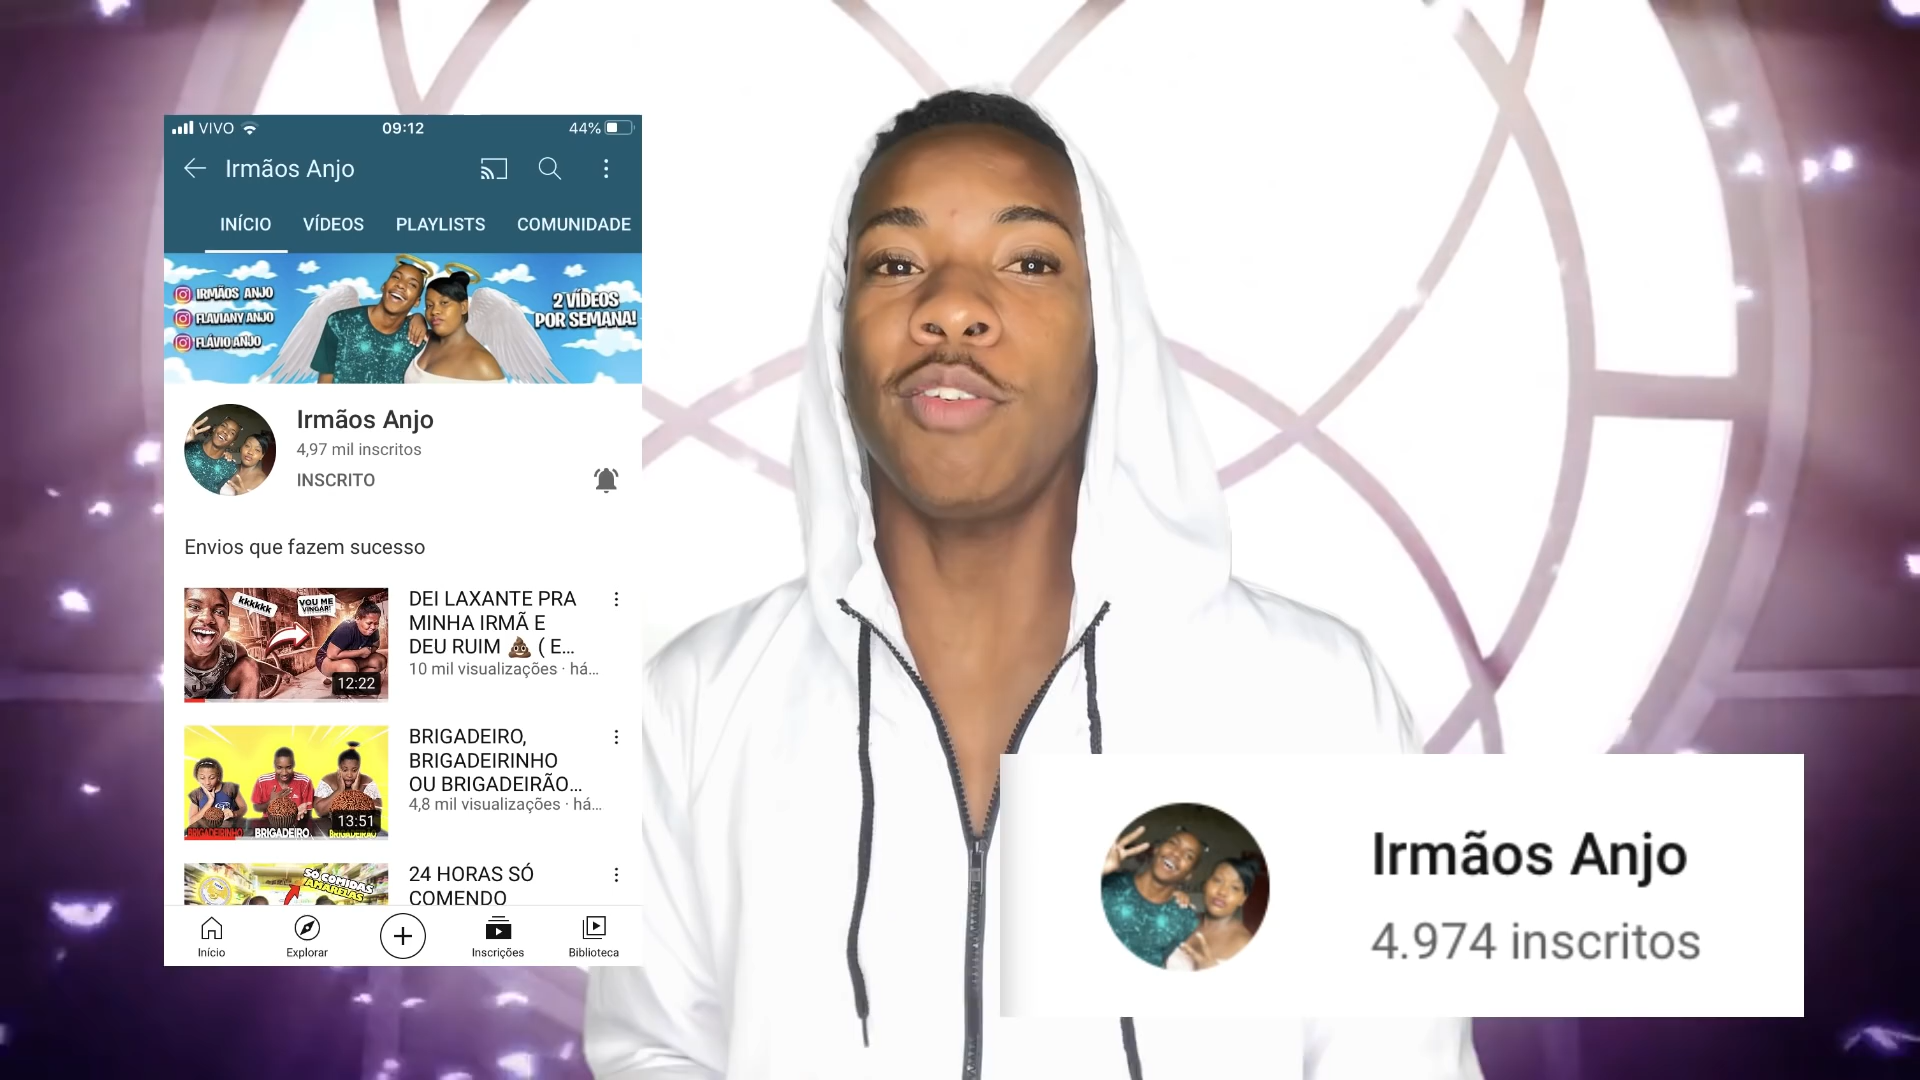 VIVO
09:12
44%
Irmãos Anjo
INÍCIO
VÍDEOS
PLAYLISTS
COMUNIDADE
IRMÃOS ANJO
FLAVIANY ANJO
FLÁVIO ANJO
2 VÍDEOS
POR SEMANA!
Irmãos Anjo
4,97 mil inscritos
INSCRITO
Envios que fazem sucesso
kkkkkk
VOU ME
VINGAR!
12:22
DEI LAXANTE PRA
MINHA IRMÃ E
DEU RUIM 💩 ( E...
10 mil visualizações · há...
BRIGADEIRINHO
BRIGADEIRO,
BRIGADEIRÃO
13:51
BRIGADEIRO,
BRIGADEIRINHO
OU BRIGADEIRÃO...
4,8 mil visualizações · há...
SÓ COMIDAS
AMARELAS
24 HORAS SÓ
COMENDO
Início
Explorar
Inscrições
Biblioteca
Irmãos Anjo
4.974 inscritos